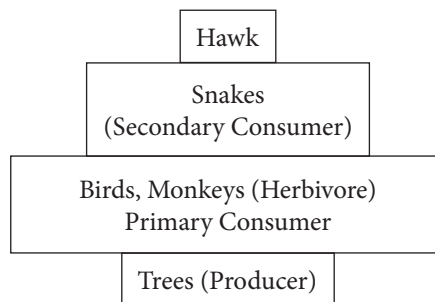 Hawk
Snakes
(Secondary Consumer)
Birds, Monkeys (Herbivore)
Primary Consumer
Trees (Producer)